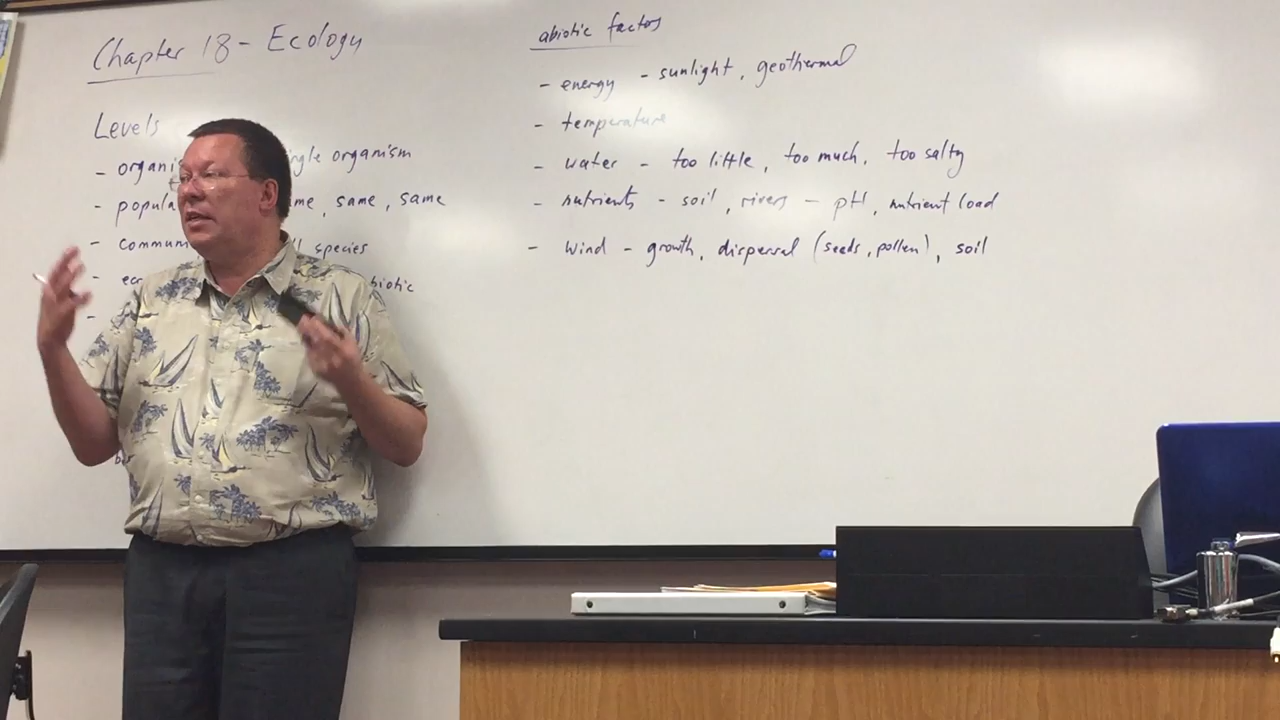 Chapter 18 - Ecology
Levels
- organi ngle organism
- popul me, same, same
- commun ll species
- ec biotic
-
abiotic factors
- energy - sunlight, geothermal
- temperature
- water - too little, too much, too salty
- nutrients - soil, rivers - pH, nutrient load
- wind - growth, dispersal (seeds, pollen), soil